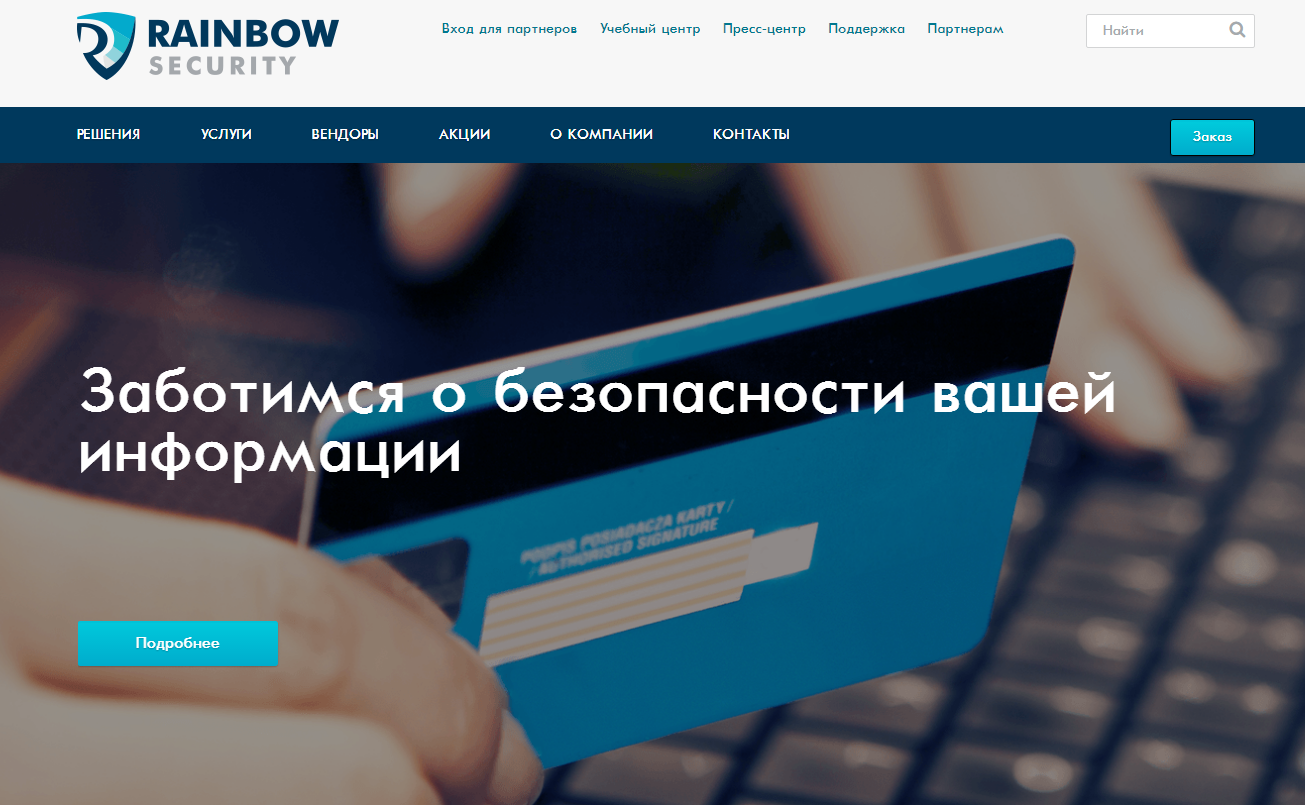 RAINBOW
SECURITY
Вход для партнеров Учебный центр Пресс-центр Поддержка Партнерам
Найти
РЕШЕНИЯ УСЛУГИ ВЕНДОРЫ АКЦИИ О КОМПАНИИ КОНТАКТЫ
Заказ
Заботимся о безопасности вашей
информации
PODPIS POSIADACZA KARTY /
/ AUTHORISED SIGNATURE
Подробнее